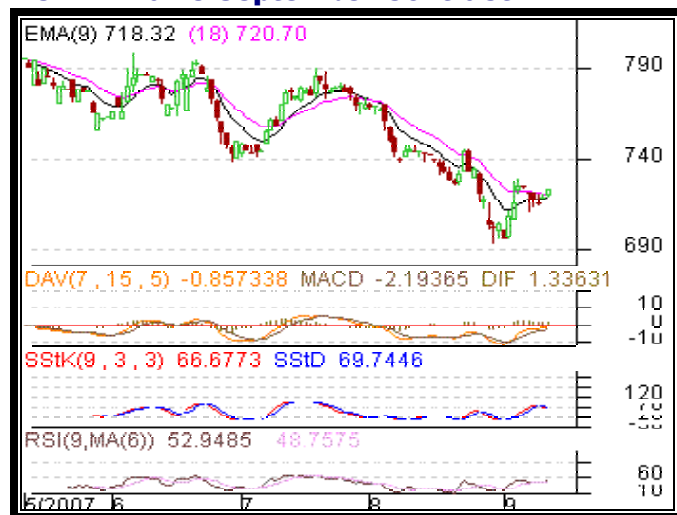 EMA(9) 718.32 (18) 720.70
790
740
690
DAV(7,15,5) -0.857338 MACD -2.19365 DIF 1.33631
10
0
-10
SStK(9,3,3) 66.6773 SStD 69.7446
120
RSI(9,MA(6)) 52.9485 48.7575
60
10
5/2007 6 7 8 9